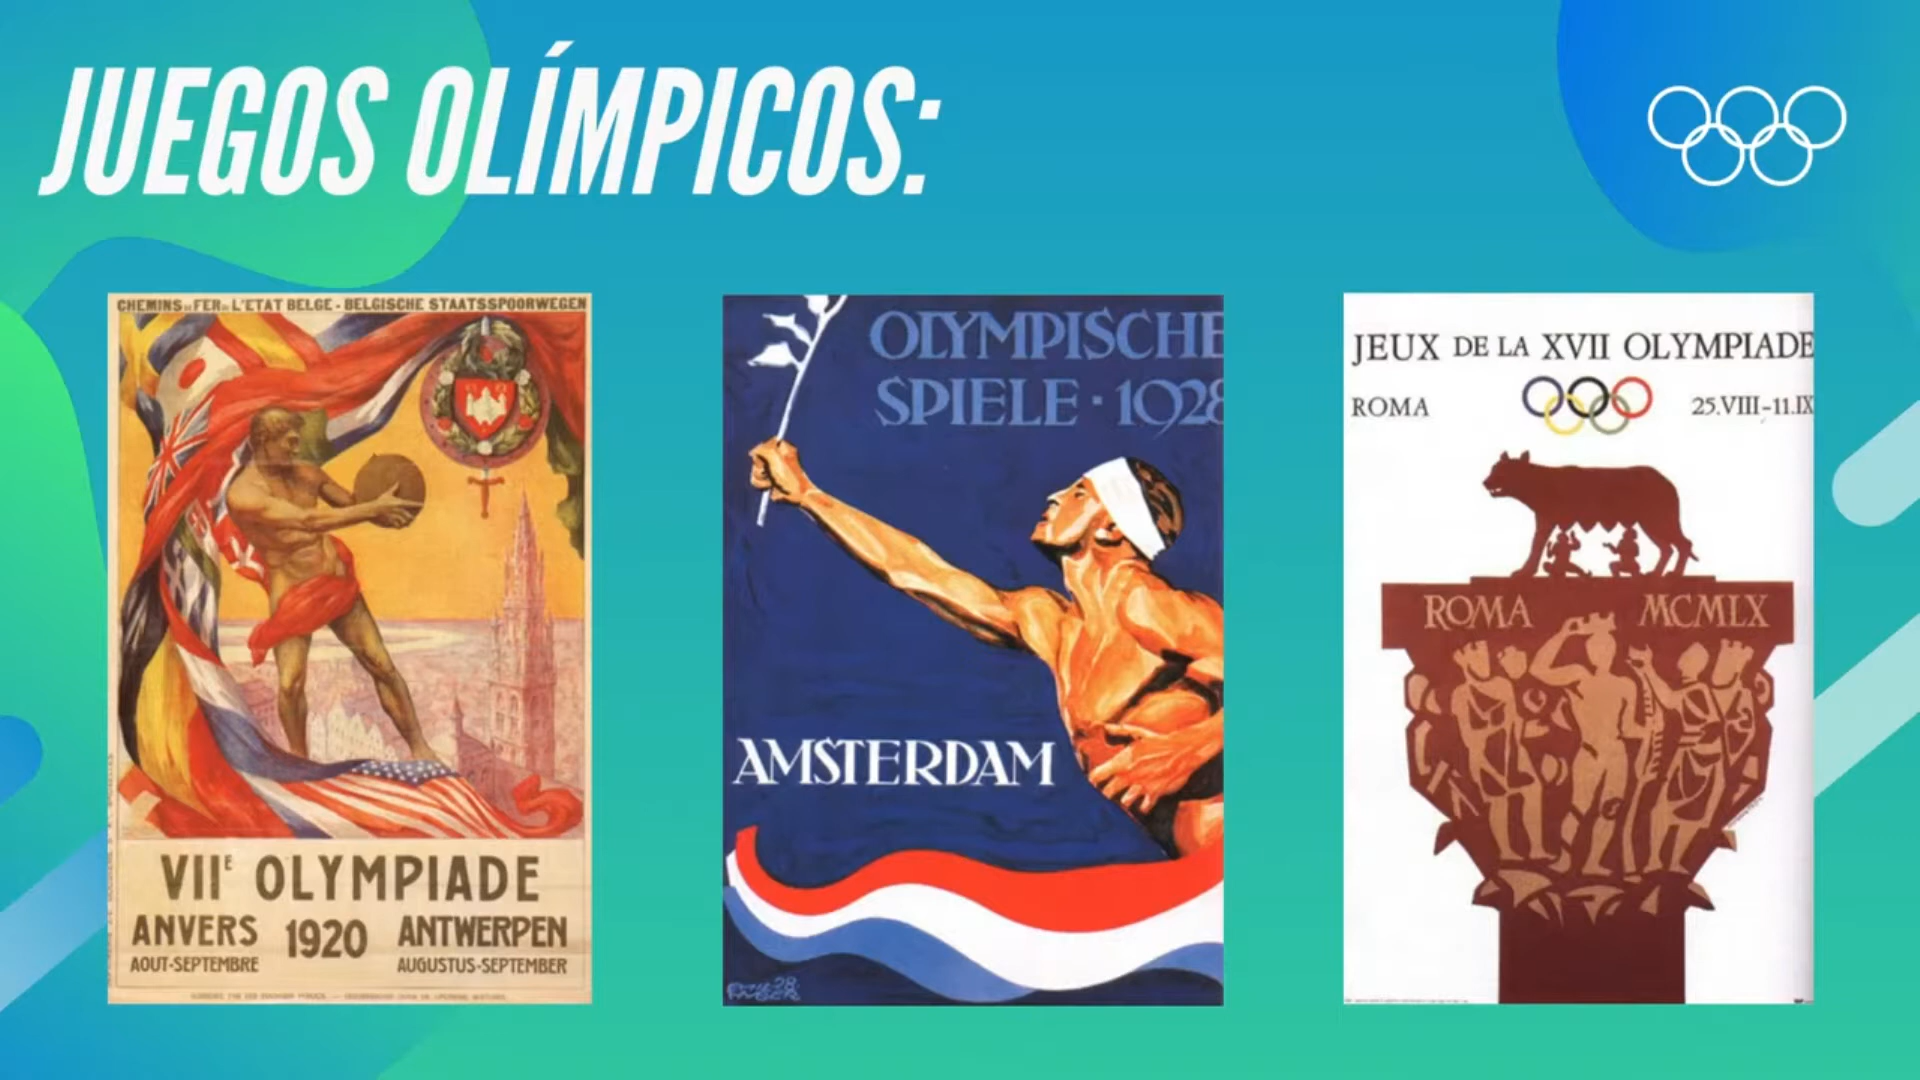 JUEGOS OLÍMPICOS:
CHEMINS DE FER DE L'ETAT BELGE - BELGISCHE STAATSSPOORWEGEN
VIIE OLYMPIADE
ANVERS 1920 ANTWERPEN
AOUT-SEPTEMBRE AUGUSTUS-SEPTEMBER
OLYMPISCHE
SPIELE · 1928
AMSTERDAM
JEUX DE LA XVII OLYMPIADE
ROMA 25.VIII-11.IX
ROMA MCMLX